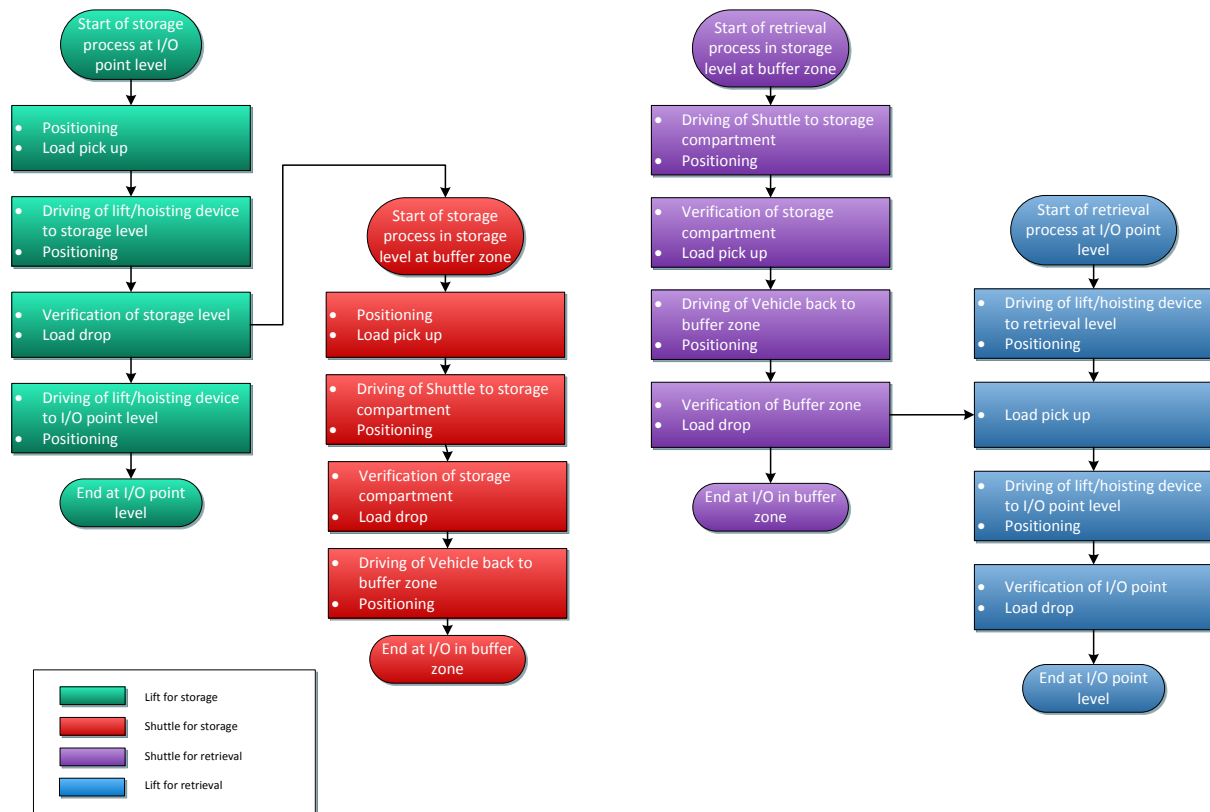 Start of storage
process at I/O
point level
• Positioning
• Load pick up
• Driving of lift/hoisting device
to storage level
• Positioning
• Verification of storage level
• Load drop
• Driving of lift/hoisting device
to I/O point level
• Positioning
End at I/O point
level
Start of storage
process in storage
level at buffer zone
• Positioning
• Load pick up
• Driving of Shuttle to storage
compartment
• Positioning
• Verification of storage
compartment
• Load drop
• Driving of Vehicle back to
buffer zone
• Positioning
End at I/O in buffer
zone
Start of retrieval
process in storage
level at buffer zone
• Driving of Shuttle to storage
compartment
• Positioning
• Verification of storage
compartment
• Load pick up
• Driving of Vehicle back to
buffer zone
• Positioning
• Verification of Buffer zone
• Load drop
End at I/O in buffer
zone
Start of retrieval
process at I/O point
level
• Driving of lift/hoisting device
to retrieval level
• Positioning
• Load pick up
• Driving of lift/hoisting device
to I/O point level
• Positioning
• Verification of I/O point
• Load drop
End at I/O point
level
Lift for storage
Shuttle for storage
Shuttle for retrieval
Lift for retrieval